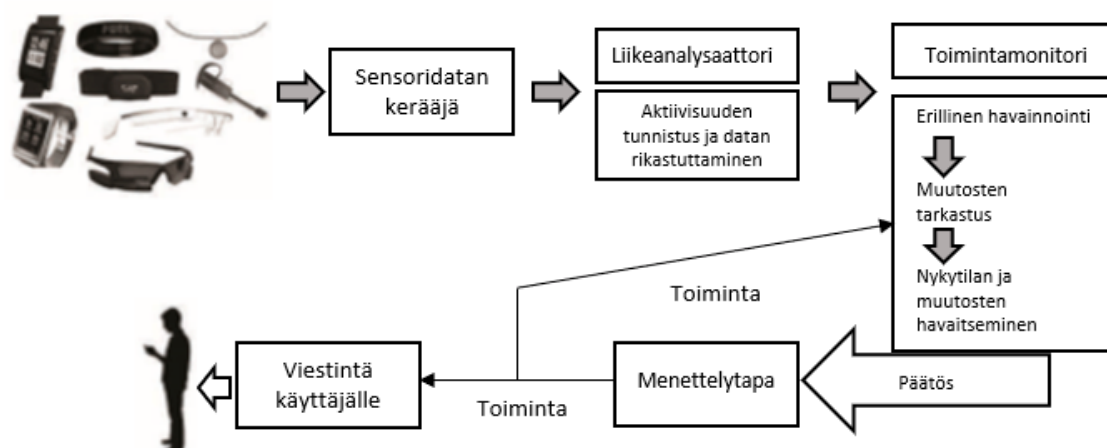 Sensoridatan
kerääjä
Liikeanalysaattori
Aktiivisuuden
tunnistus ja datan
rikastuttaminen
Toimintamonitori
Erillinen havainnointi
Muutosten
tarkastus
Nykytilan ja
muutosten
havaitseminen
Toiminta
Viestintä
käyttäjälle
Toiminta
Menettelytapa
Päätös